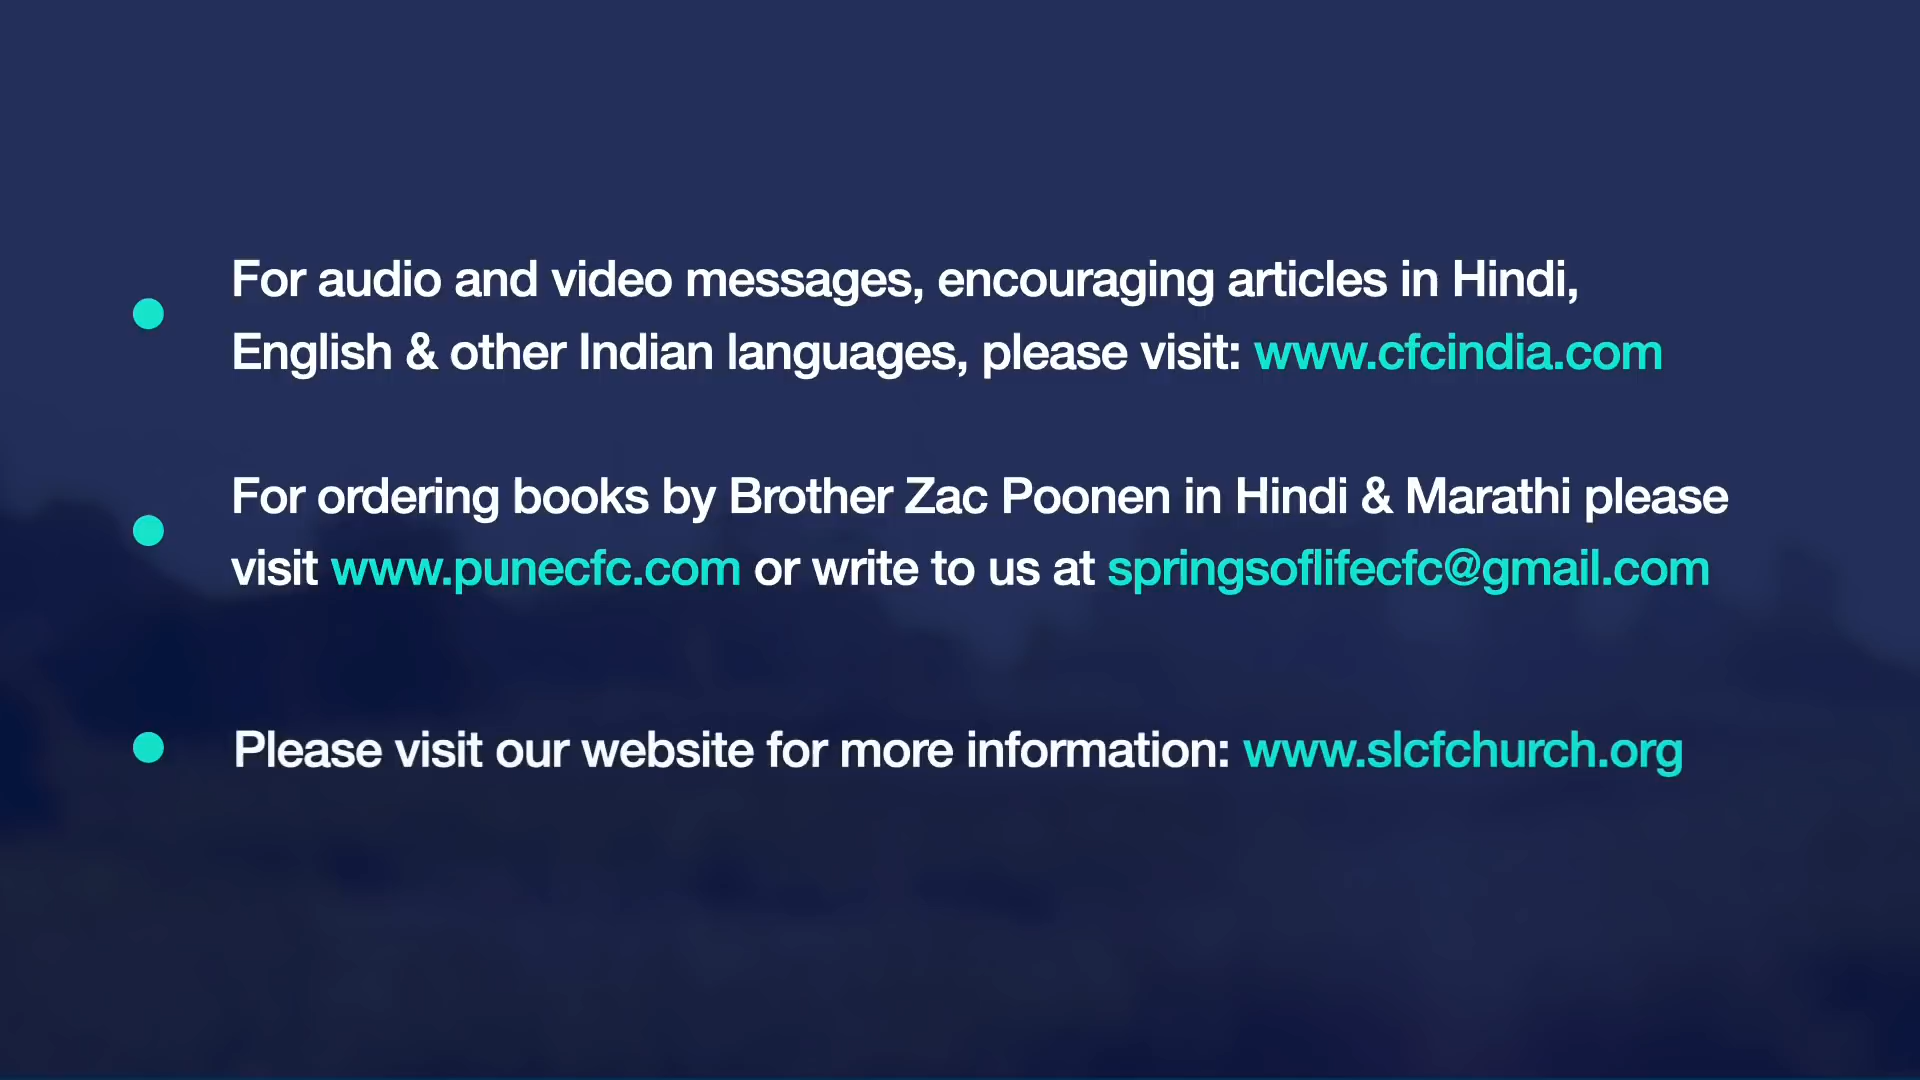 For audio and video messages, encouraging articles in Hindi,
English & other Indian languages, please visit: www.cfcindia.com
For ordering books by Brother Zac Poonen in Hindi & Marathi please
visit www.punecfc.com or write to us at springsoflifecfc@gmail.com
Please visit our website for more information: www.slcfchurch.org